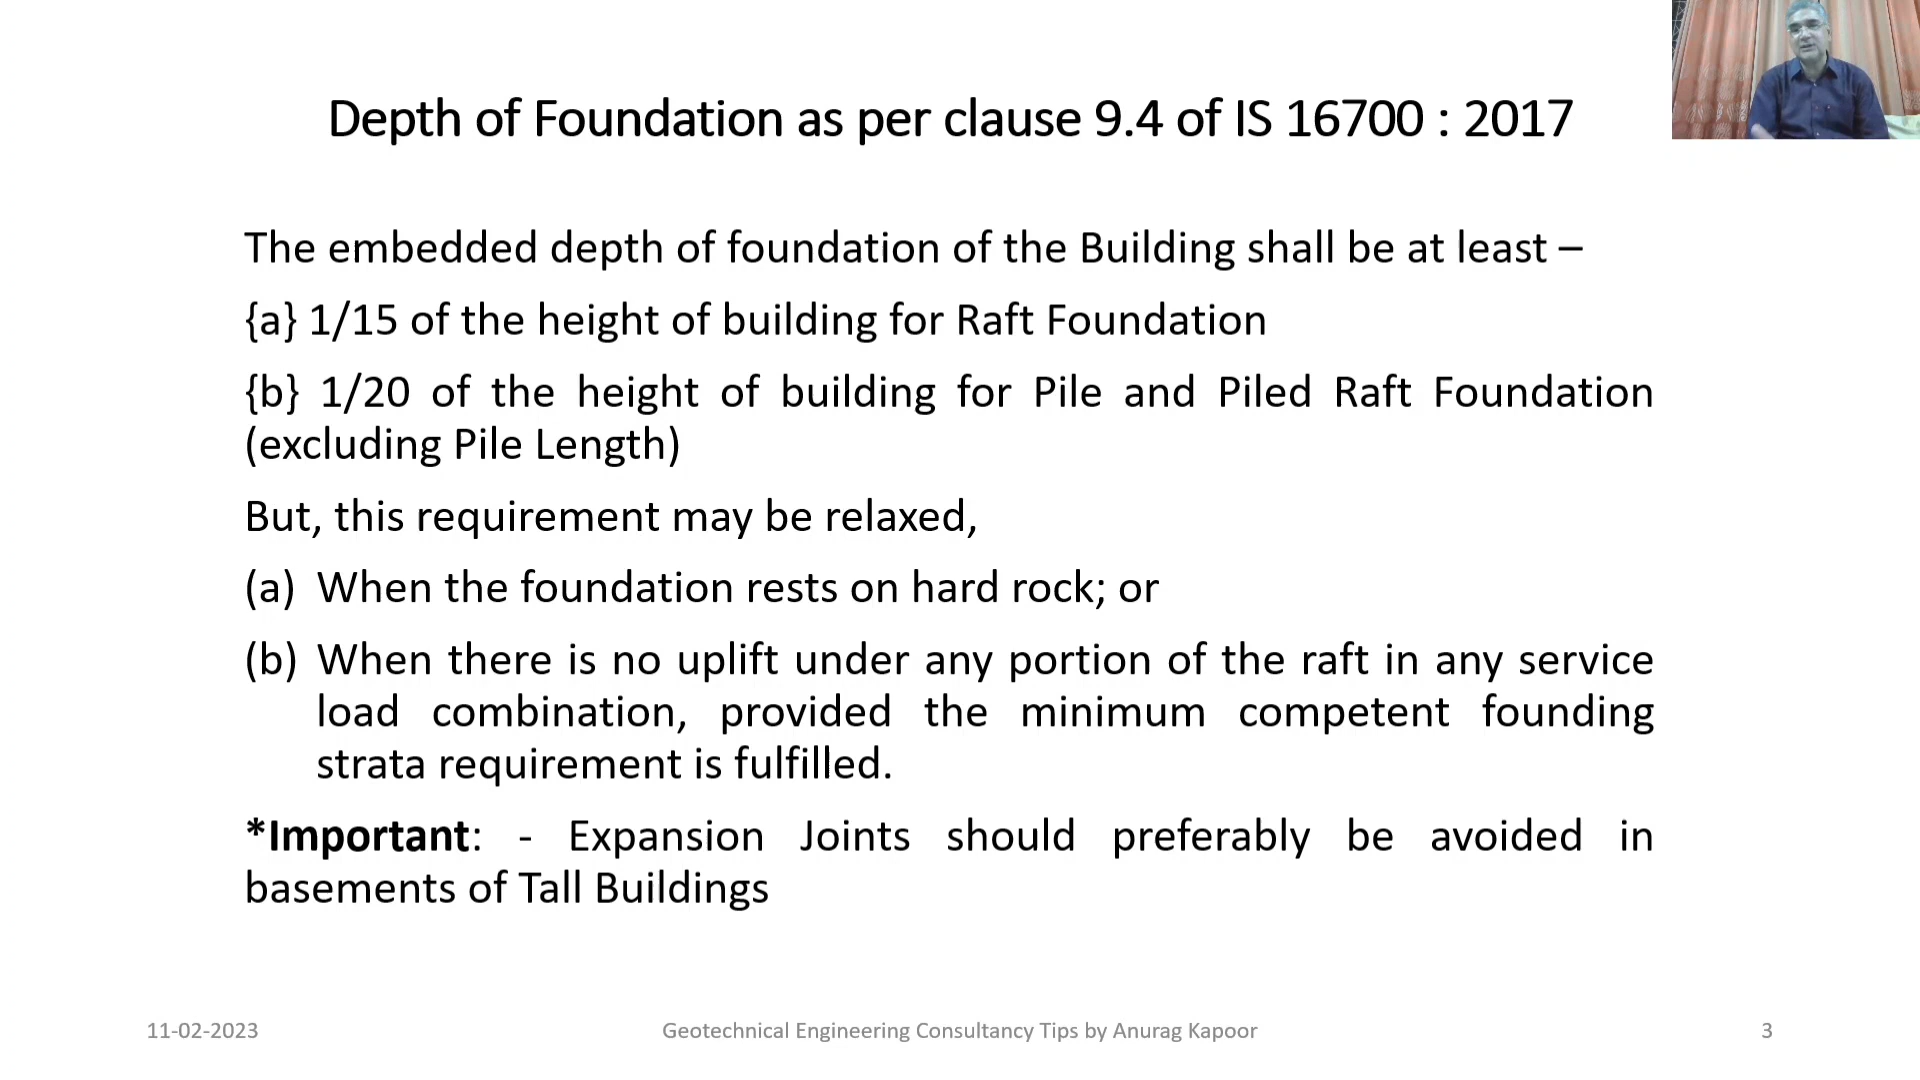 Depth of Foundation as per clause 9.4 of IS 16700 : 2017
The embedded depth of foundation of the Building shall be at least –
{a} 1/15 of the height of building for Raft Foundation
{b} 1/20 of the height of building for Pile and Piled Raft Foundation
(excluding Pile Length)
But, this requirement may be relaxed,
(a) When the foundation rests on hard rock; or
(b) When there is no uplift under any portion of the raft in any service
load combination, provided the minimum competent founding
strata requirement is fulfilled.
*Important: - Expansion Joints should preferably be avoided in
basements of Tall Buildings
11-02-2023
Geotechnical Engineering Consultancy Tips by Anurag Kapoor
3